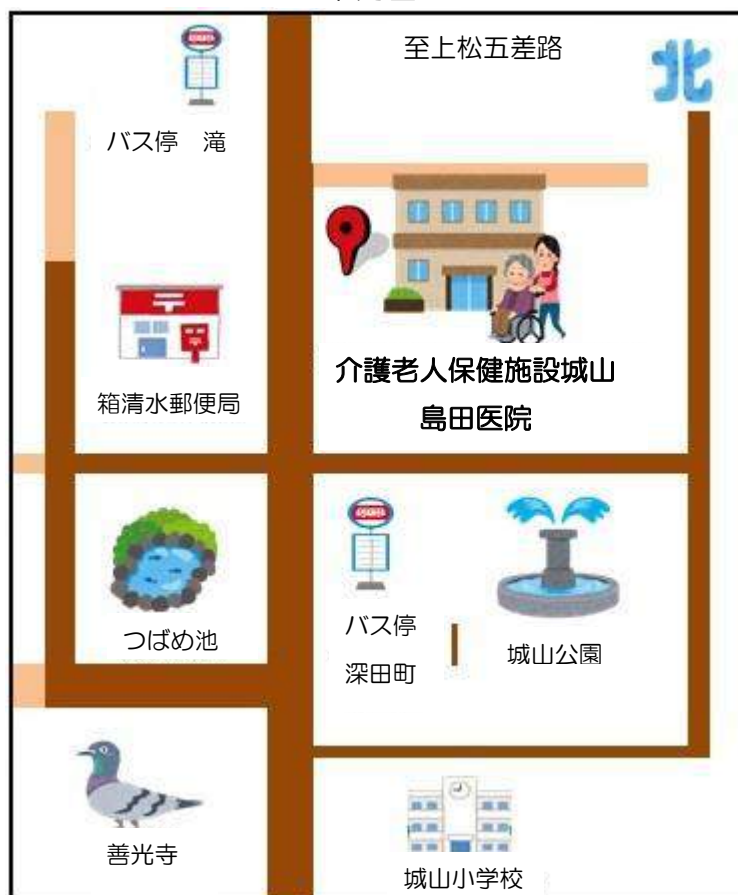 至上松五差路
北
バス停 滝
介護老人保健施設城山
島田医院
箱清水郵便局
バス停
深田町
つばめ池
城山公園
善光寺
城山小学校